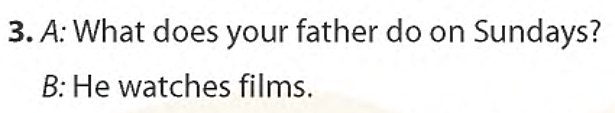 3. A: What does your father do on Sundays?
B: He watches films.